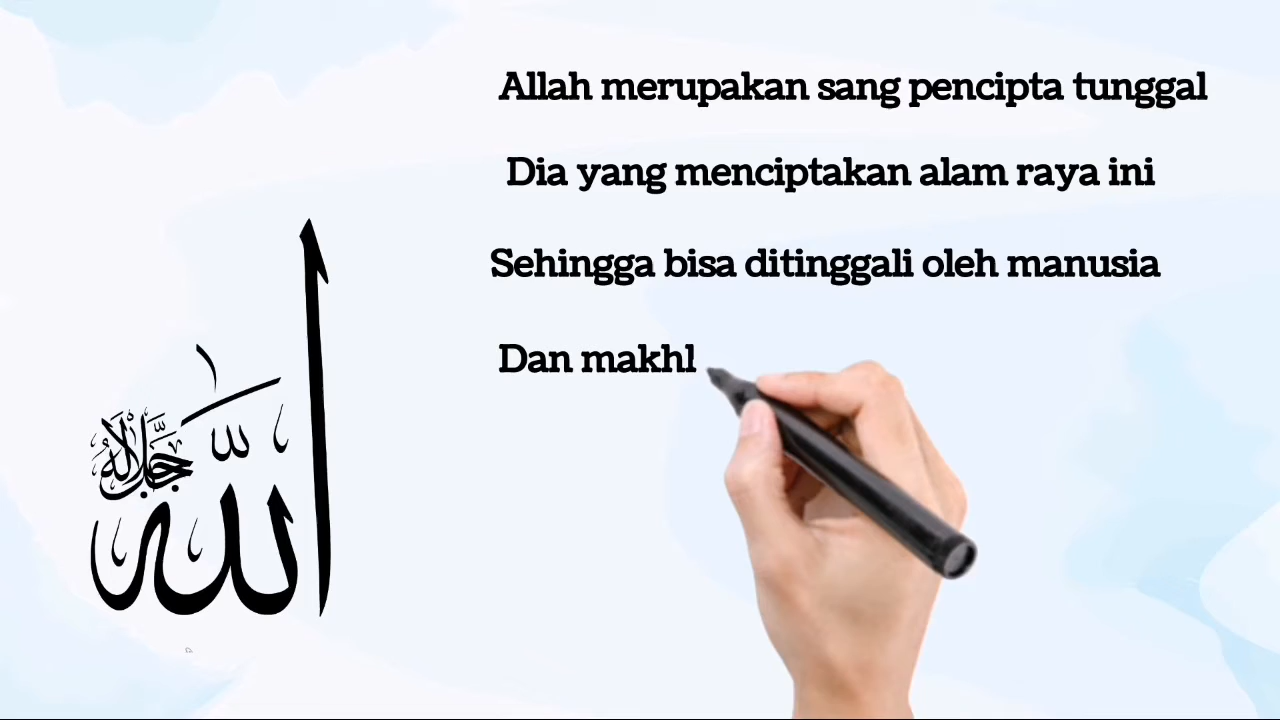 Allah merupakan sang pencipta tunggal
Dia yang menciptakan alam raya ini
Sehingga bisa ditinggali oleh manusia
Dan makhl
الله
جل جلاله